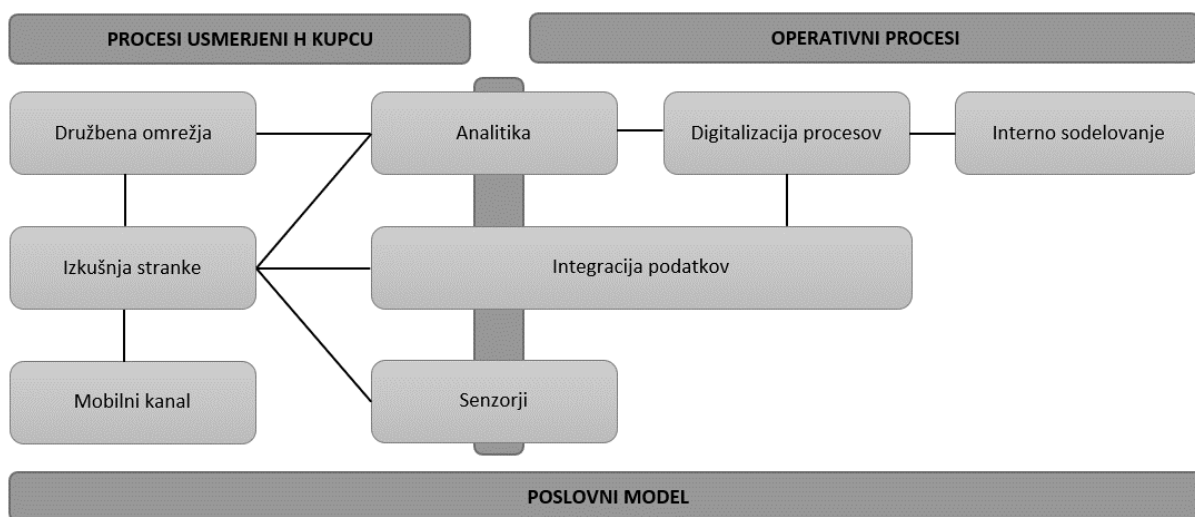 PROCESI USMERJENI H KUPCU
OPERATIVNI PROCESI
Družbena omrežja
Analitika
Digitalizacija procesov
Interno sodelovanje
Izkušnja stranke
Integracija podatkov
Mobilni kanal
Senzorji
POSLOVNI MODEL